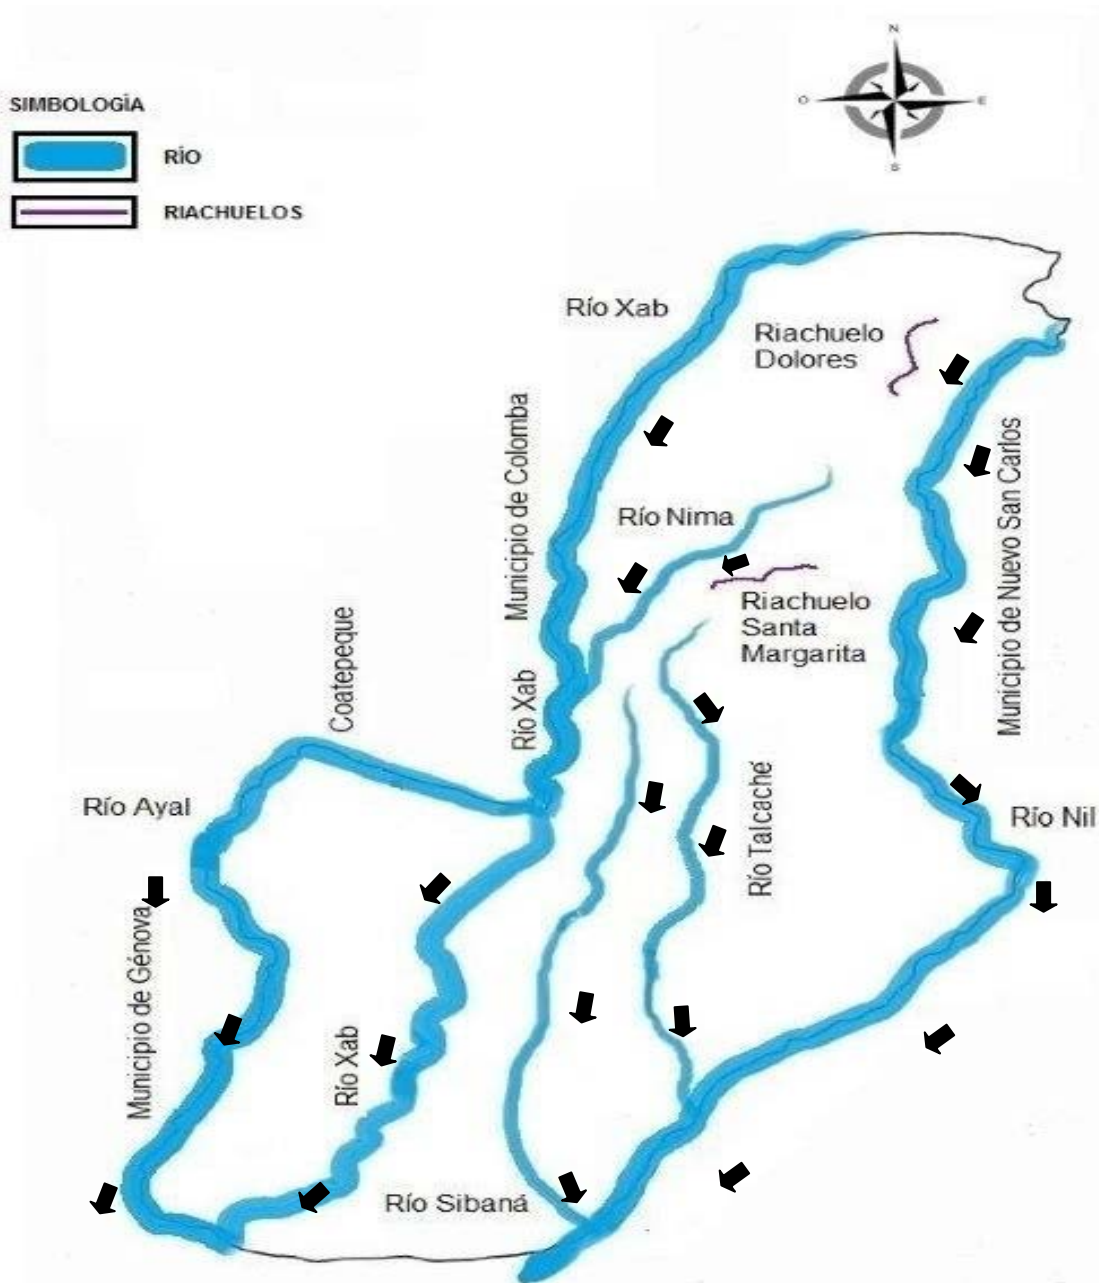 N
O
E
S
SIMBOLOGÍA
RÍO
RIACHUELOS
Río Xab
Riachuelo
Dolores
Municipio de Colomba
Municipio de Nuevo San Carlos
Río Nima
Riachuelo
Santa
Margarita
Coatepeque
Río Xab
Río Ayal
Río Talcaché
Río Nil
Municipio de Génova
Río Xab
Río Sibaná